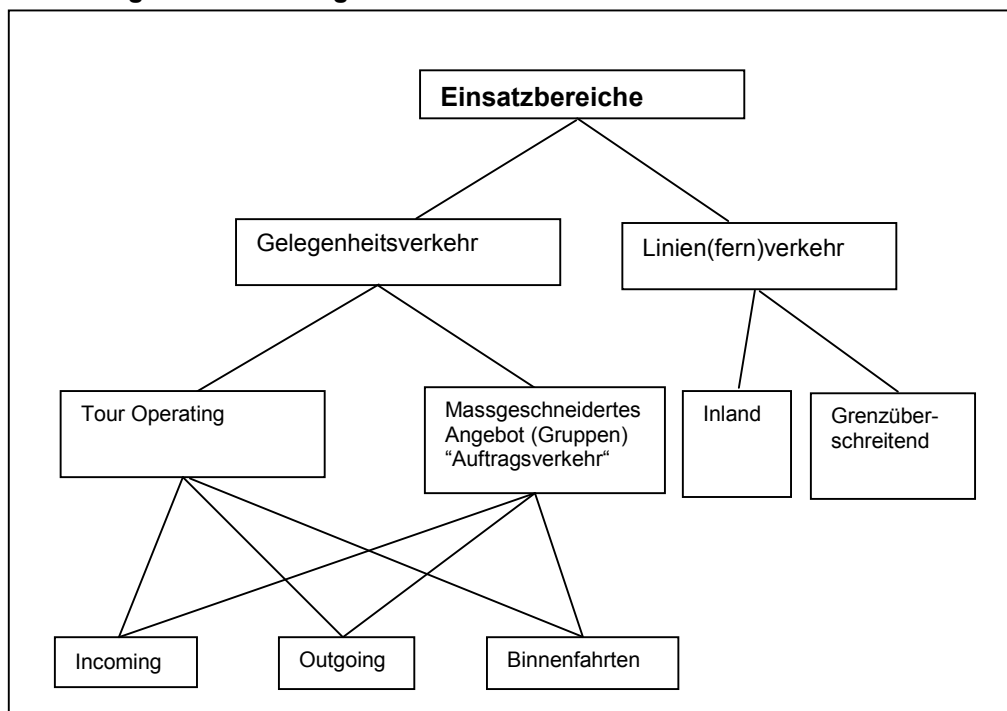 Einsatzbereiche
Gelegenheitsverkehr
Linien(fern)verkehr
Tour Operating
Massgeschneidertes
Angebot (Gruppen)
“Auftragsverkehr“
Inland
Grenzüber-
schreitend
Incoming
Outgoing
Binnenfahrten